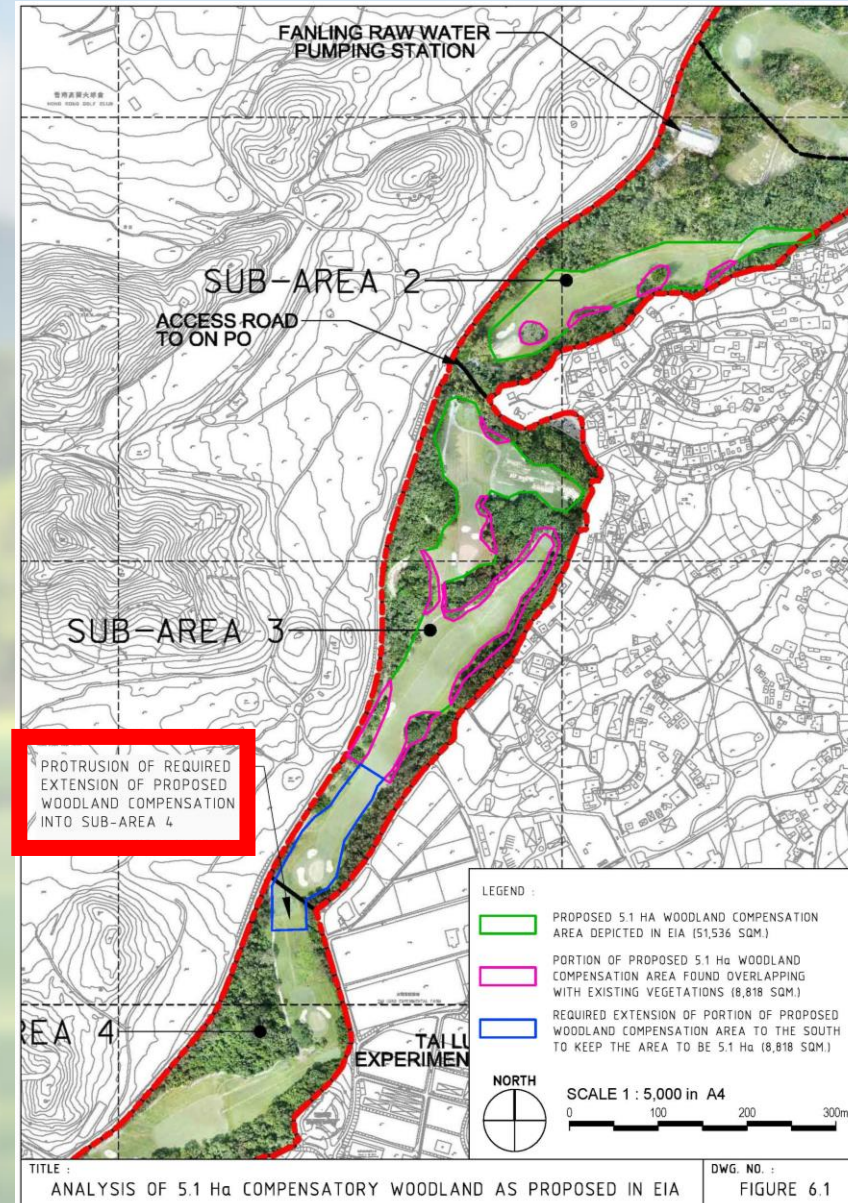 FANLING RAW WATER
PUMPING STATION
HONG KONG GOLF CLUB
SUB-AREA 2
ACCESS ROAD
TO ON PO
SUB-AREA 3
PROTRUSION OF REQUIRED
EXTENSION OF PROPOSED
WOODLAND COMPENSATION
INTO SUB-AREA 4
REA 4
TAI LU
EXPERIMEN
LEGEND :
PROPOSED 5.1 HA WOODLAND COMPENSATION
AREA DEPICTED IN EIA (51,536 SQM.)
PORTION OF PROPOSED 5.1 Ha WOODLAND
COMPENSATION AREA FOUND OVERLAPPING
WITH EXISTING VEGETATIONS (8,818 SQM.)
REQUIRED EXTENSION OF PORTION OF PROPOSED
WOODLAND COMPENSATION AREA TO THE SOUTH
TO KEEP THE AREA TO BE 5.1 Ha (8,818 SQM.)
NORTH
SCALE 1 : 5,000 in A4
0 100 200 300m
TITLE :
ANALYSIS OF 5.1 Ha COMPENSATORY WOODLAND AS PROPOSED IN EIA
DWG. NO. :
FIGURE 6.1